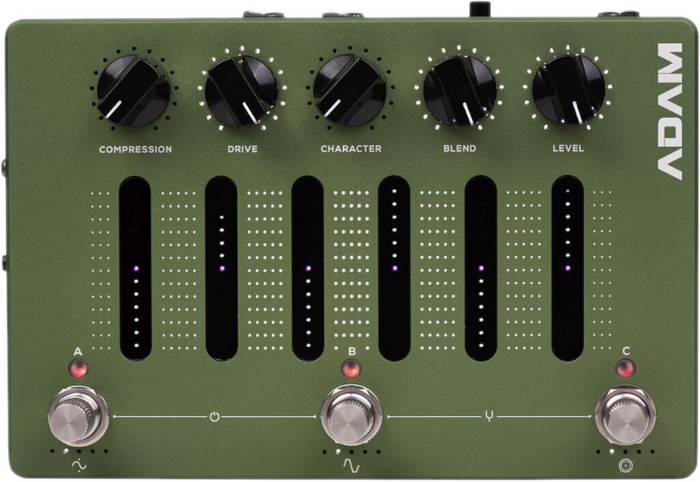 COMPRESSION
DRIVE
CHARACTER
BLEND
LEVEL
ADAM
A
B
C